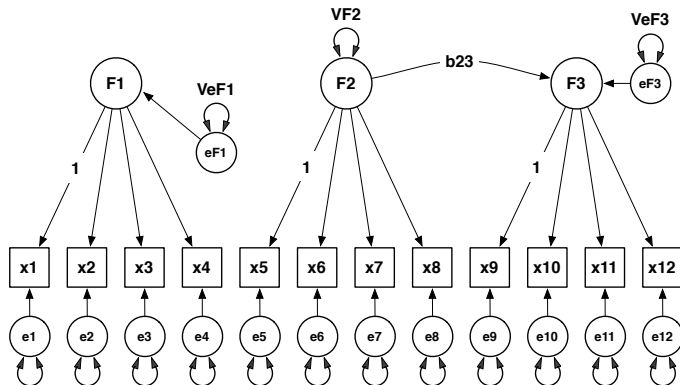 VF2
VeF3
F1
VeF1
F2
b23
F3
eF3
eF1
1
1
1
x1 x2 x3 x4 x5 x6 x7 x8 x9 x10 x11 x12
e1 e2 e3 e4 e5 e6 e7 e8 e9 e10 e11 e12